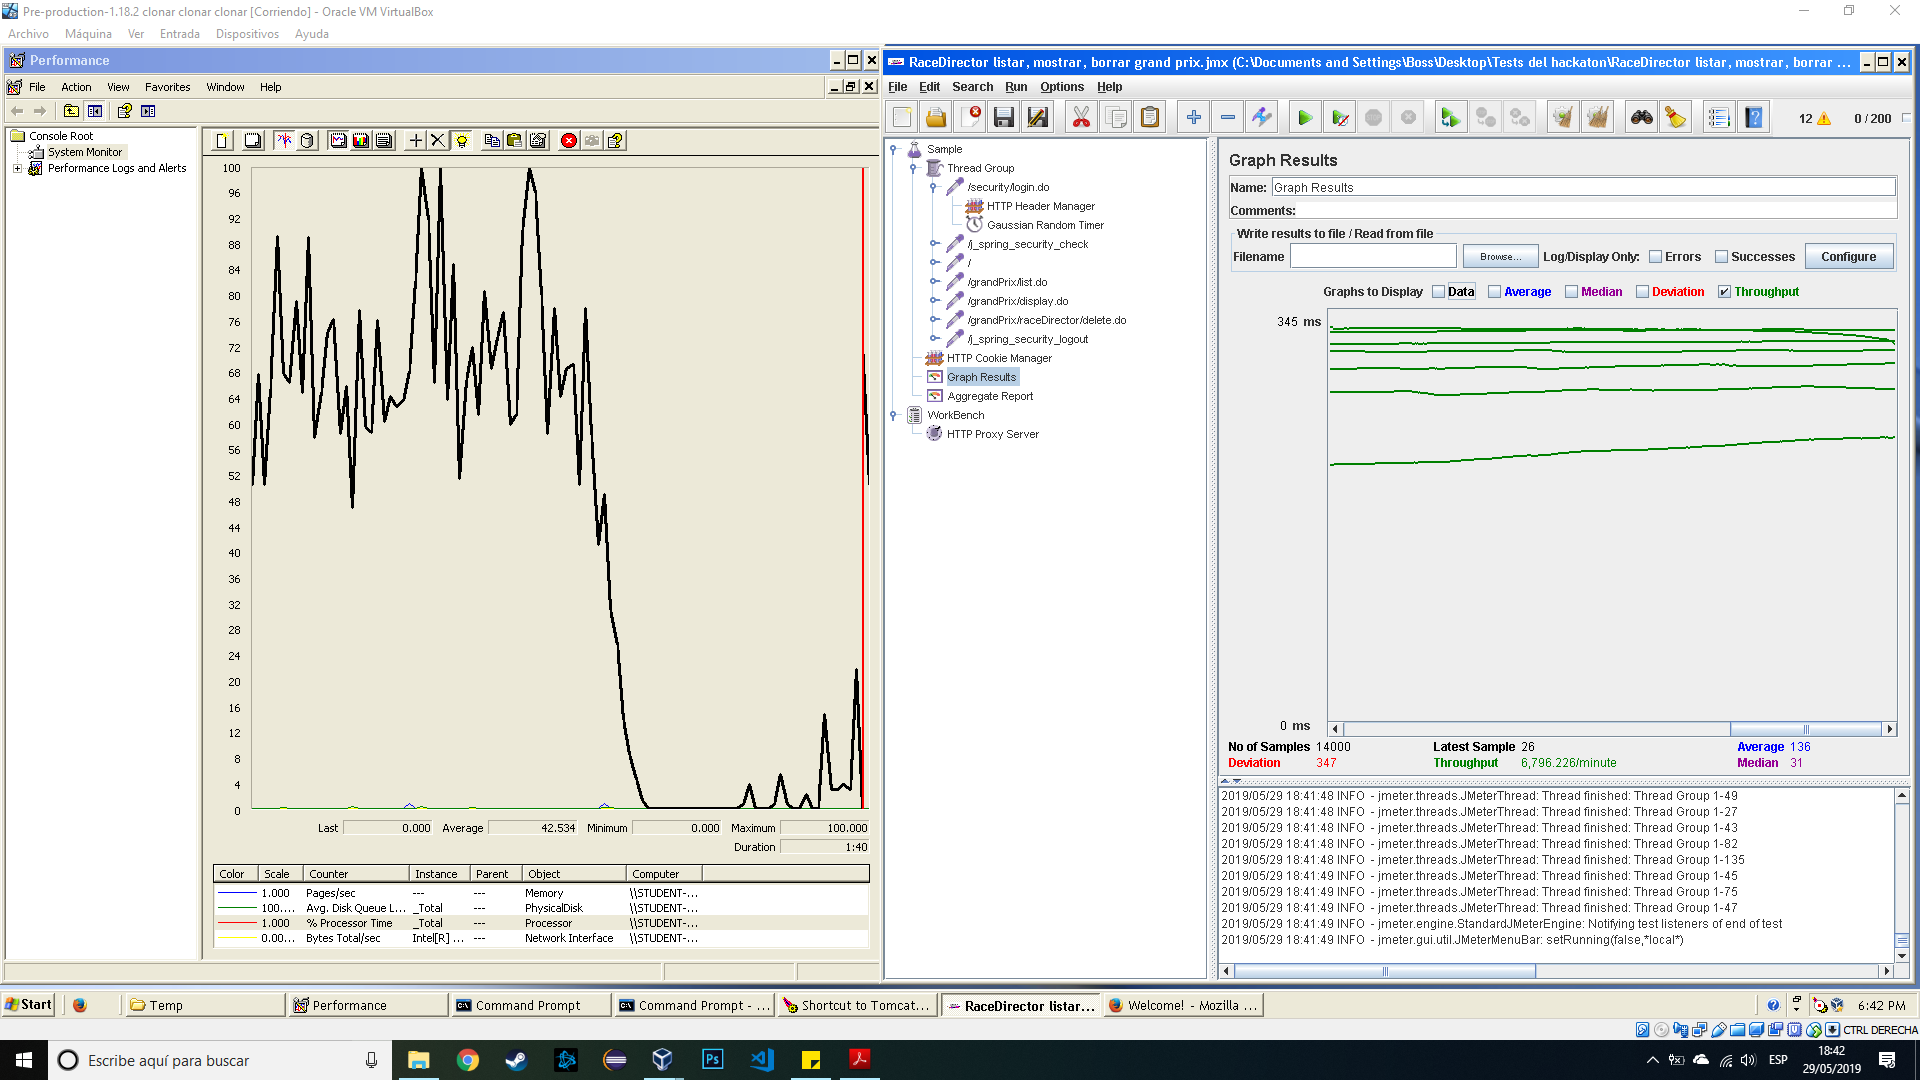 Pre-production-1.18.2 clonar clonar clonar [Corriendo] - Oracle VM VirtualBox
Archivo Máquina Ver Entrada Dispositivos Ayuda
Performance
File Action View Favorites Window Help
Console Root
System Monitor
Performance Logs and Alerts
100
96
92
88
84
80
76
72
68
64
60
56
52
48
44
40
36
32
28
24
20
16
12
8
4
0
Last 0.000 Average 42.534 Minimum 0.000 Maximum 100.000
Duration 1:40
Color Scale Counter Instance Parent Object Computer
1.000 Pages/sec --- --- Memory \\STUDENT-...
100.... Avg. Disk Queue L... _Total --- PhysicalDisk \\STUDENT-...
1.000 % Processor Time _Total --- Processor \\STUDENT-...
0.00... Bytes Total/sec Intel[R] ... --- Network Interface \\STUDENT-...
RaceDirector listar, mostrar, borrar grand prix.jmx (C:\Documents and Settings\Boss\Desktop\Tests del hackaton\RaceDirector listar, mostrar, borrar ...
File Edit Search Run Options Help
12 0 / 200
Sample
Thread Group
/security/login.do
HTTP Header Manager
Gaussian Random Timer
/j_spring_security_check
/
/grandPrix/list.do
/grandPrix/display.do
/grandPrix/raceDirector/delete.do
/j_spring_security_logout
HTTP Cookie Manager
Graph Results
Aggregate Report
WorkBench
HTTP Proxy Server
Graph Results
Name: Graph Results
Comments:
Write results to file / Read from file
Filename Browse... Log/Display Only: Errors Successes Configure
Graphs to Display Data Average Median Deviation Throughput
345 ms
0 ms
No of Samples 14000 Latest Sample 26 Average 136
Deviation 347 Throughput 6,796.226/minute Median 31
2019/05/29 18:41:48 INFO - jmeter.threads.JMeterThread: Thread finished: Thread Group 1-49
2019/05/29 18:41:48 INFO - jmeter.threads.JMeterThread: Thread finished: Thread Group 1-27
2019/05/29 18:41:48 INFO - jmeter.threads.JMeterThread: Thread finished: Thread Group 1-43
2019/05/29 18:41:48 INFO - jmeter.threads.JMeterThread: Thread finished: Thread Group 1-82
2019/05/29 18:41:48 INFO - jmeter.threads.JMeterThread: Thread finished: Thread Group 1-135
2019/05/29 18:41:49 INFO - jmeter.threads.JMeterThread: Thread finished: Thread Group 1-45
2019/05/29 18:41:49 INFO - jmeter.threads.JMeterThread: Thread finished: Thread Group 1-75
2019/05/29 18:41:49 INFO - jmeter.threads.JMeterThread: Thread finished: Thread Group 1-47
2019/05/29 18:41:49 INFO - jmeter.engine.StandardJMeterEngine: Notifying test listeners of end of test
2019/05/29 18:41:49 INFO - jmeter.gui.util.JMeterMenuBar: setRunning(false,*local*)
Start Temp Performance Command Prompt Command Prompt - ... Shortcut to Tomcat... RaceDirector listar... Welcome! - Mozilla ... 6:42 PM
CTRL DERECHA
Escribe aquí para buscar
Ps
ESP
18:42
29/05/2019